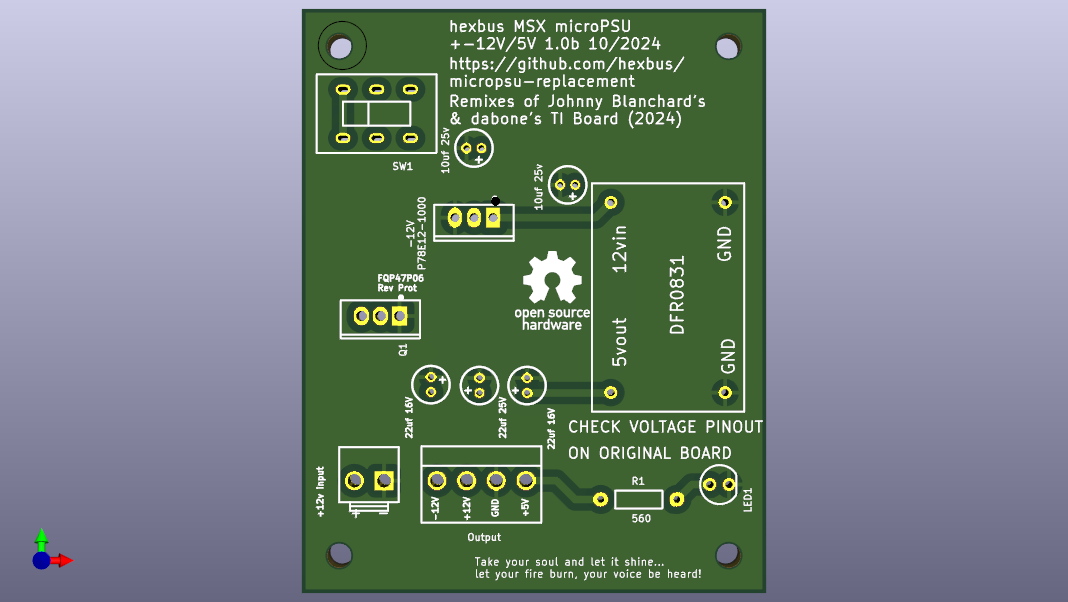 hexbus MSX microPSU
+-12V/5V 1.0b 10/2024
https://github.com/hexbus/
micropsu-replacement
Remixes of Johnny Blanchard's
& dabone's TI Board (2024)
10uf 25v
SW1
10uf 25v
-12V
P78E12-1000
12vin
GND
DFR0831
FQP47P06
Rev Prot
open source
hardware
5vout
GND
Q1
22uf 16V
22uf 25V
22uf 16V
CHECK VOLTAGE PINOUT
ON ORIGINAL BOARD
+12v Input
+ -
-12V
+12V
GND
+5V
Output
R1
560
LED1
Take your soul and let it shine...
let your fire burn, your voice be heard!